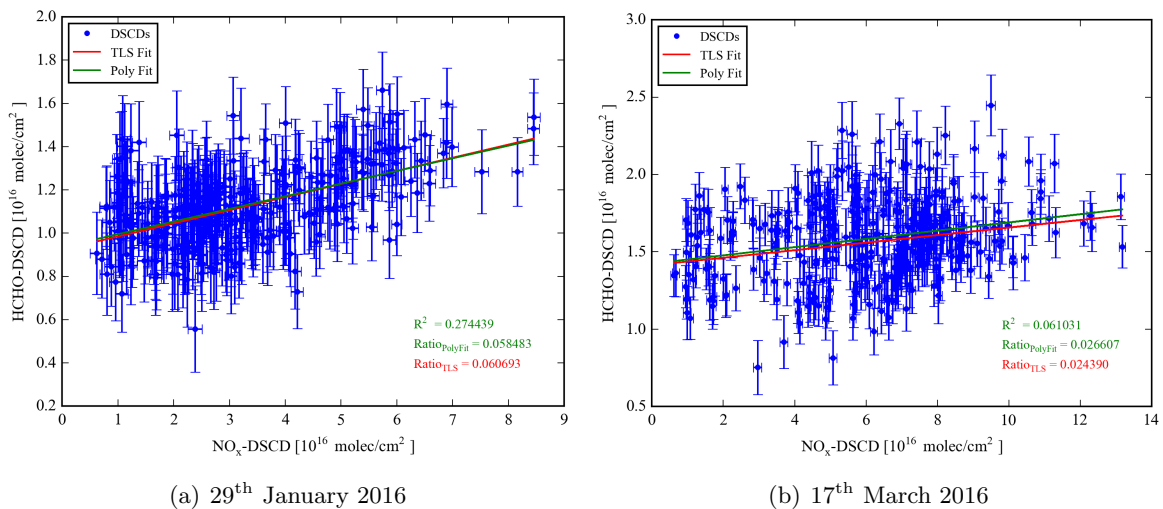 2.0
1.8
1.6
1.4
1.2
1.0
0.8
0.6
0.4
0.2
HCHO-DSCD [10^16 molec/cm^2 ]
DSCDs
TLS Fit
Poly Fit
R^2 = 0.274439
Ratio_PolyFit = 0.058483
Ratio_TLS = 0.060693
0 1 2 3 4 5 6 7 8 9
NO_x-DSCD [10^16 molec/cm^2 ]
(a) 29^th January 2016
3.0
2.5
2.0
1.5
1.0
0.5
HCHO-DSCD [10^16 molec/cm^2 ]
DSCDs
TLS Fit
Poly Fit
R^2 = 0.061031
Ratio_PolyFit = 0.026607
Ratio_TLS = 0.024390
0 2 4 6 8 10 12 14
NO_x-DSCD [10^16 molec/cm^2 ]
(b) 17^th March 2016